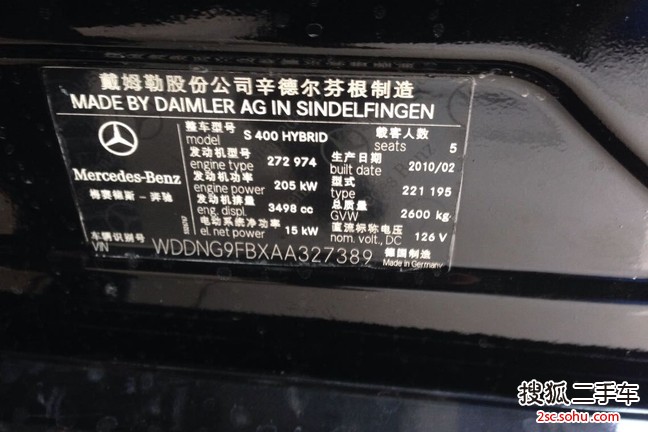 戴姆勒股份公司辛德尔芬根制造
MADE BY DAIMLER AG IN SINDELFINGEN
整车型号 载客人数
model S 400 HYBRID seats 5
发动机型号 生产日期
engine type 272 974 built date 2010/02
发动机功率 型式
engine power 205 kW type 221 195
发动机排量 总质量
eng. displ. 3498 cc GVW 2600 kg
电动系统净功率 直流标称电压
el. net power 15 kW nom. volt., DC 126 V
Mercedes-Benz
梅赛德斯-奔驰
车辆识别号
VIN WDDNG9FBXAA327389 德国制造
Made in Germany
搜狐二手车
2sc.sohu.com